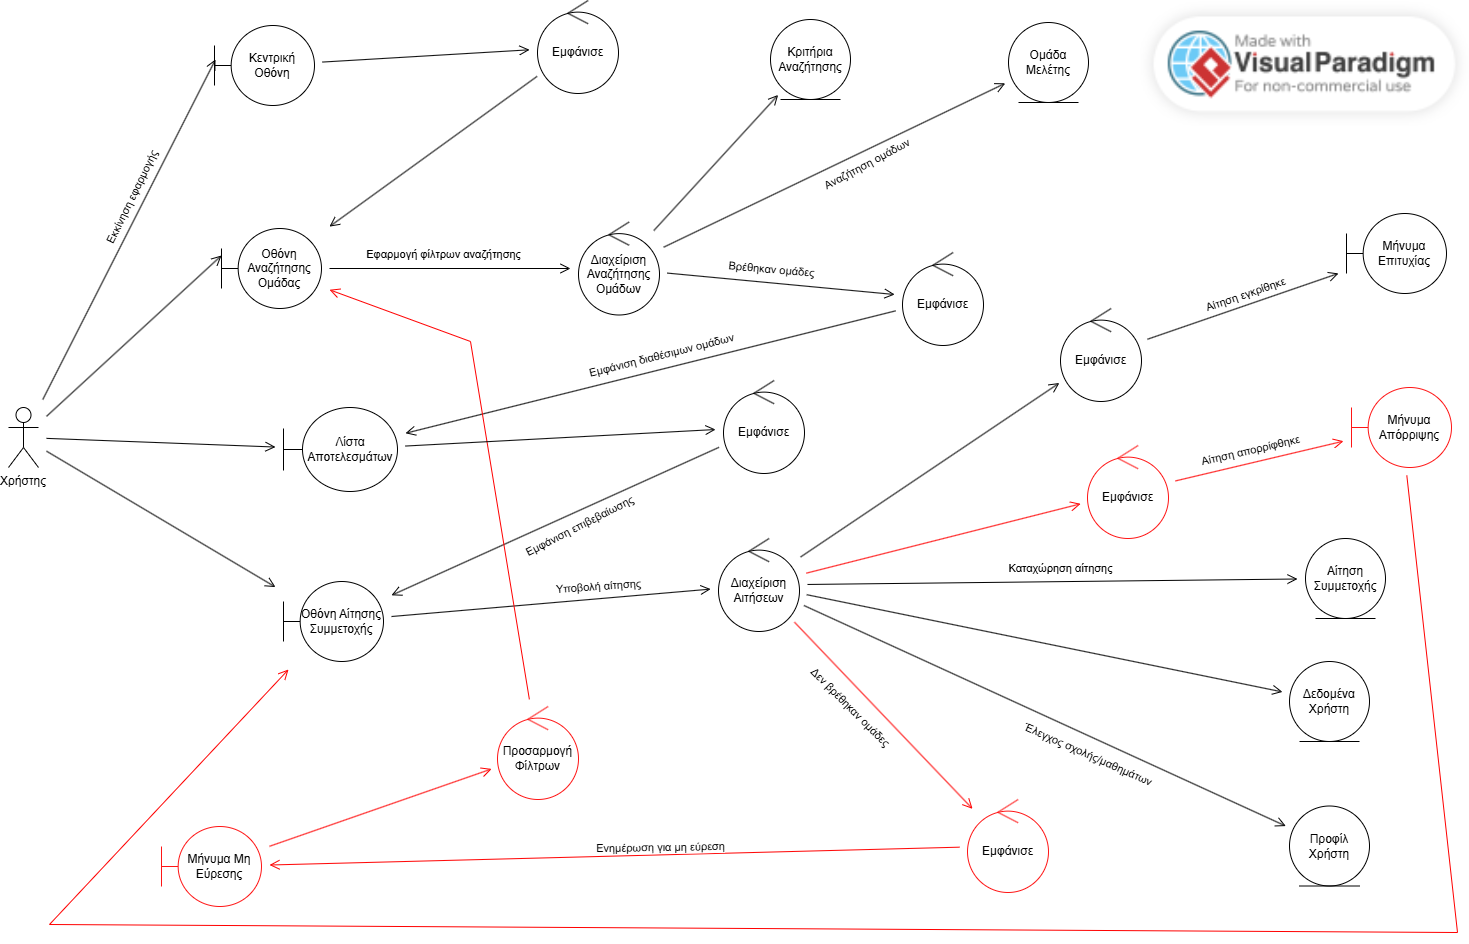 Κεντρική
Οθόνη
Εμφάνισε
Κριτήρια
Αναζήτησης
Ομάδα
Μελέτης
Made with
Visual Paradigm
For non-commercial use
Εκκίνηση εφαρμογής
Αναζήτηση ομάδων
Οθόνη
Αναζήτησης
Ομάδας
Εφαρμογή φίλτρων αναζήτησης
Διαχείριση
Αναζήτησης
Ομάδων
Βρέθηκαν ομάδες
Εμφάνισε
Μήνυμα
Επιτυχίας
Αίτηση εγκρίθηκε
Εμφάνιση διαθέσιμων ομάδων
Εμφάνισε
Χρήστης
Λίστα
Αποτελεσμάτων
Εμφάνισε
Μήνυμα
Απόρριψης
Αίτηση απορρίφθηκε
Εμφάνισε
Εμφάνιση επιβεβαίωσης
Οθόνη Αίτησης
Συμμετοχής
Υποβολή αίτησης
Διαχείριση
Αιτήσεων
Καταχώρηση αίτησης
Αίτηση
Συμμετοχής
Δεν βρέθηκαν ομάδες
Δεδομένα
Χρήστη
Έλεγχος σχολής/μαθημάτων
Προσαρμογή
Φίλτρων
Μήνυμα Μη
Εύρεσης
Ενημέρωση για μη εύρεση
Εμφάνισε
Προφίλ
Χρήστη